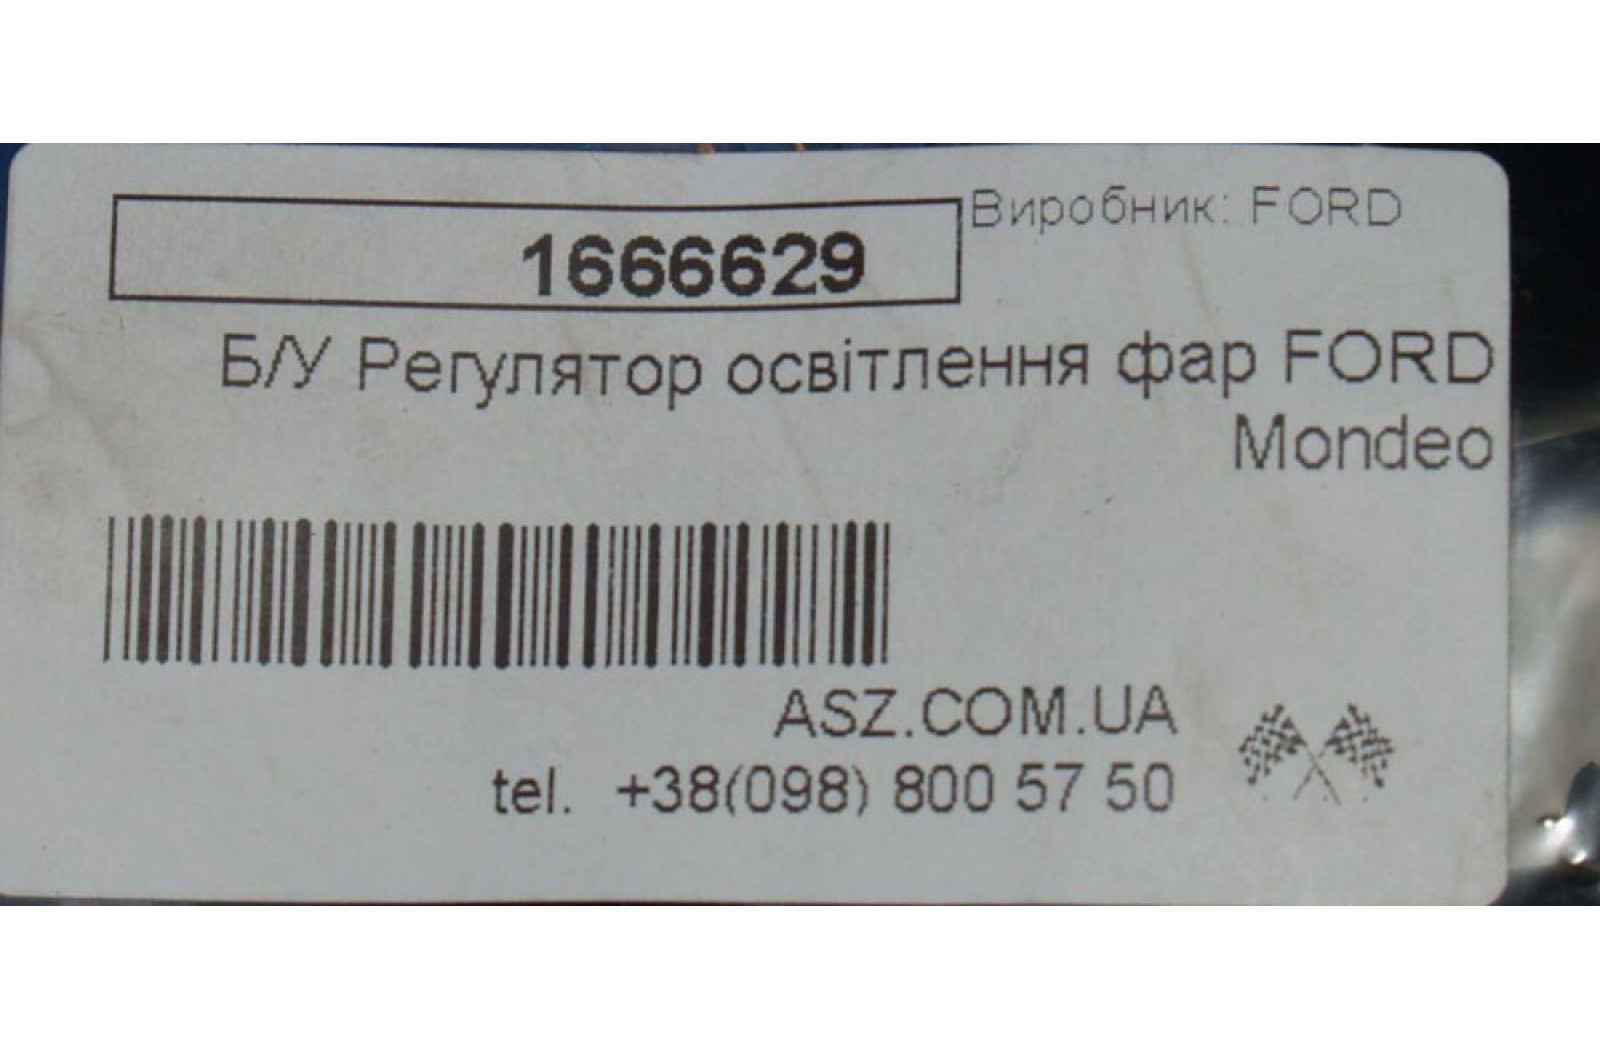 1666629
Виробник: FORD
Б/У Регулятор освітлення фар FORD
Mondeo
ASZ.COM.UA
tel. +38(098) 800 57 50